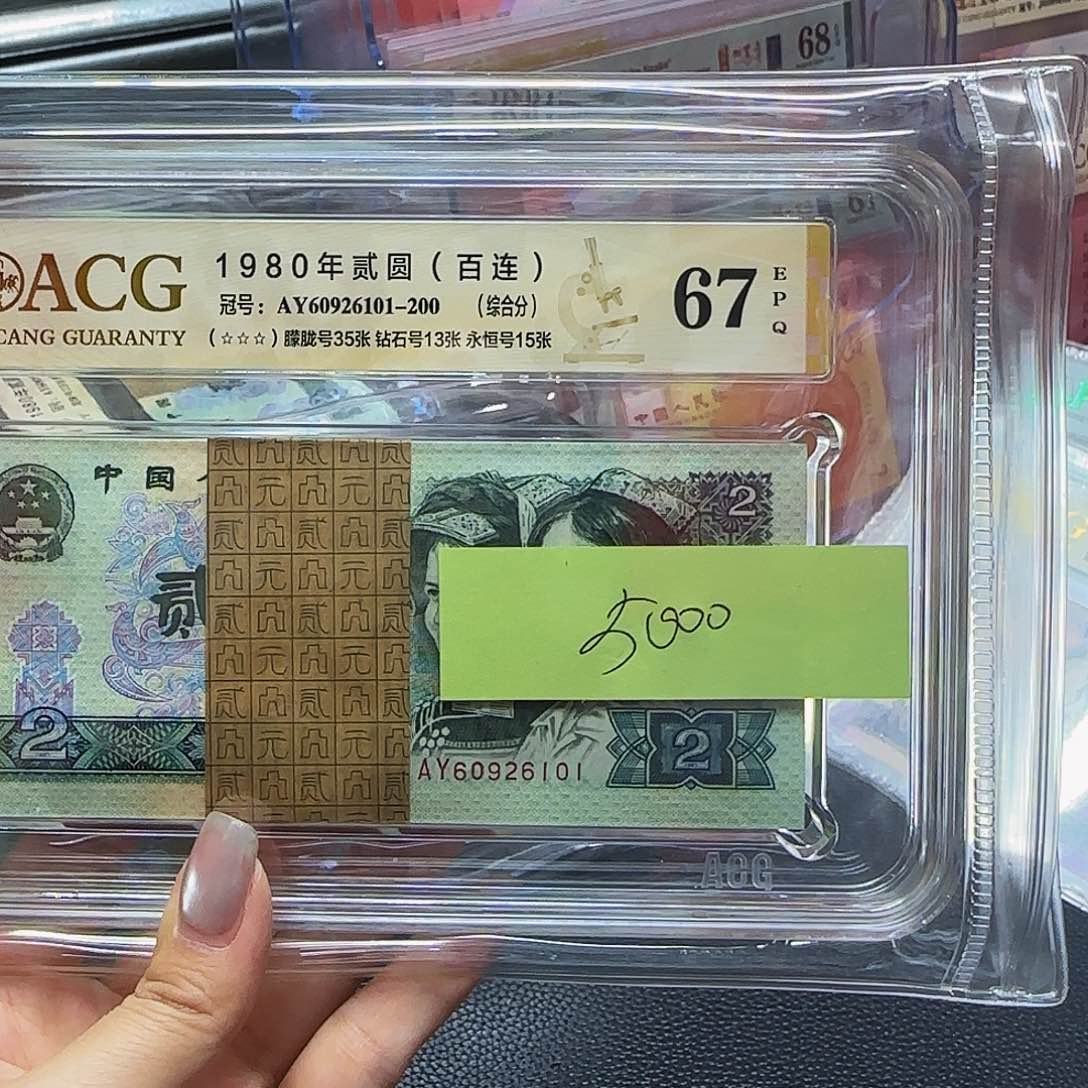 68
ACG
CANG GUARANTY
1980年贰圆（百连）
冠号：AY60926101-200 （综合分）
（☆☆☆）朦胧号35张 钻石号13张 永恒号15张
67
EPQ
中国
贰
2
2
5000
AY60926101
2
ACG